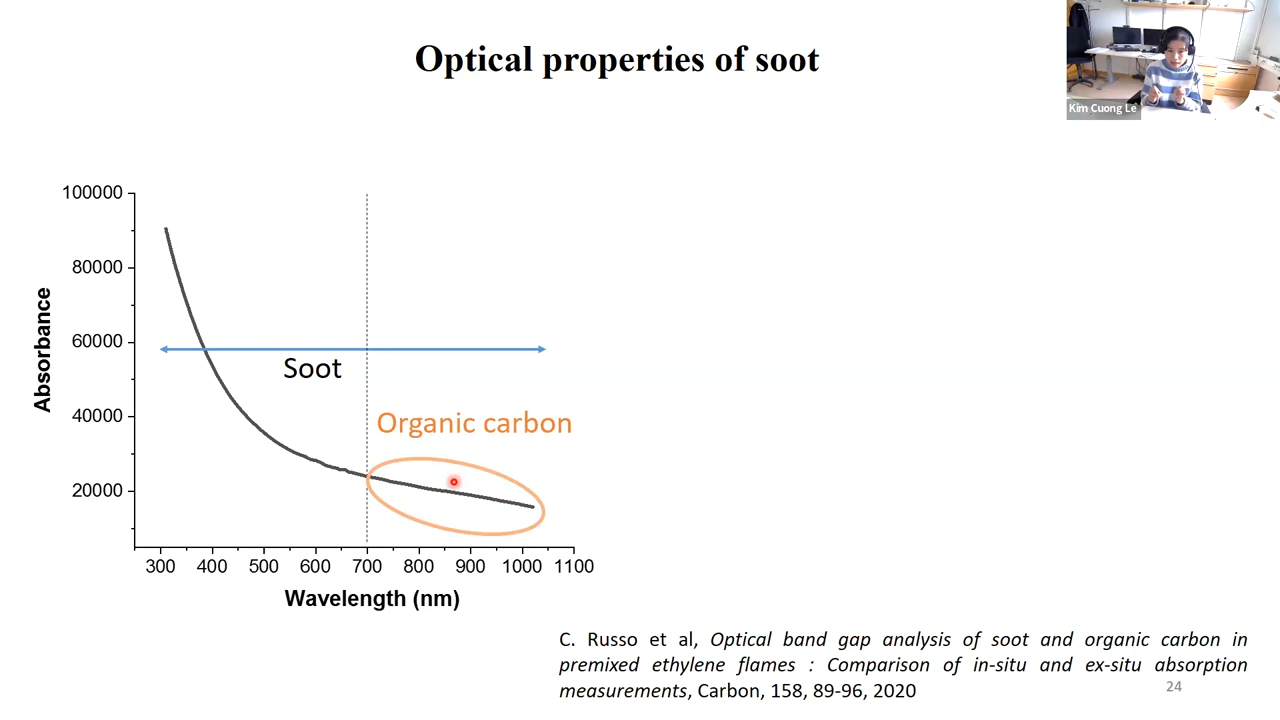 Optical properties of soot
Kim Cuong Le
100000
80000
60000
40000
20000
Absorbance
Soot
Organic carbon
300 400 500 600 700 800 900 1000 1100
Wavelength (nm)
C. Russo et al, Optical band gap analysis of soot and organic carbon in
premixed ethylene flames : Comparison of in-situ and ex-situ absorption
measurements, Carbon, 158, 89-96, 2020
24